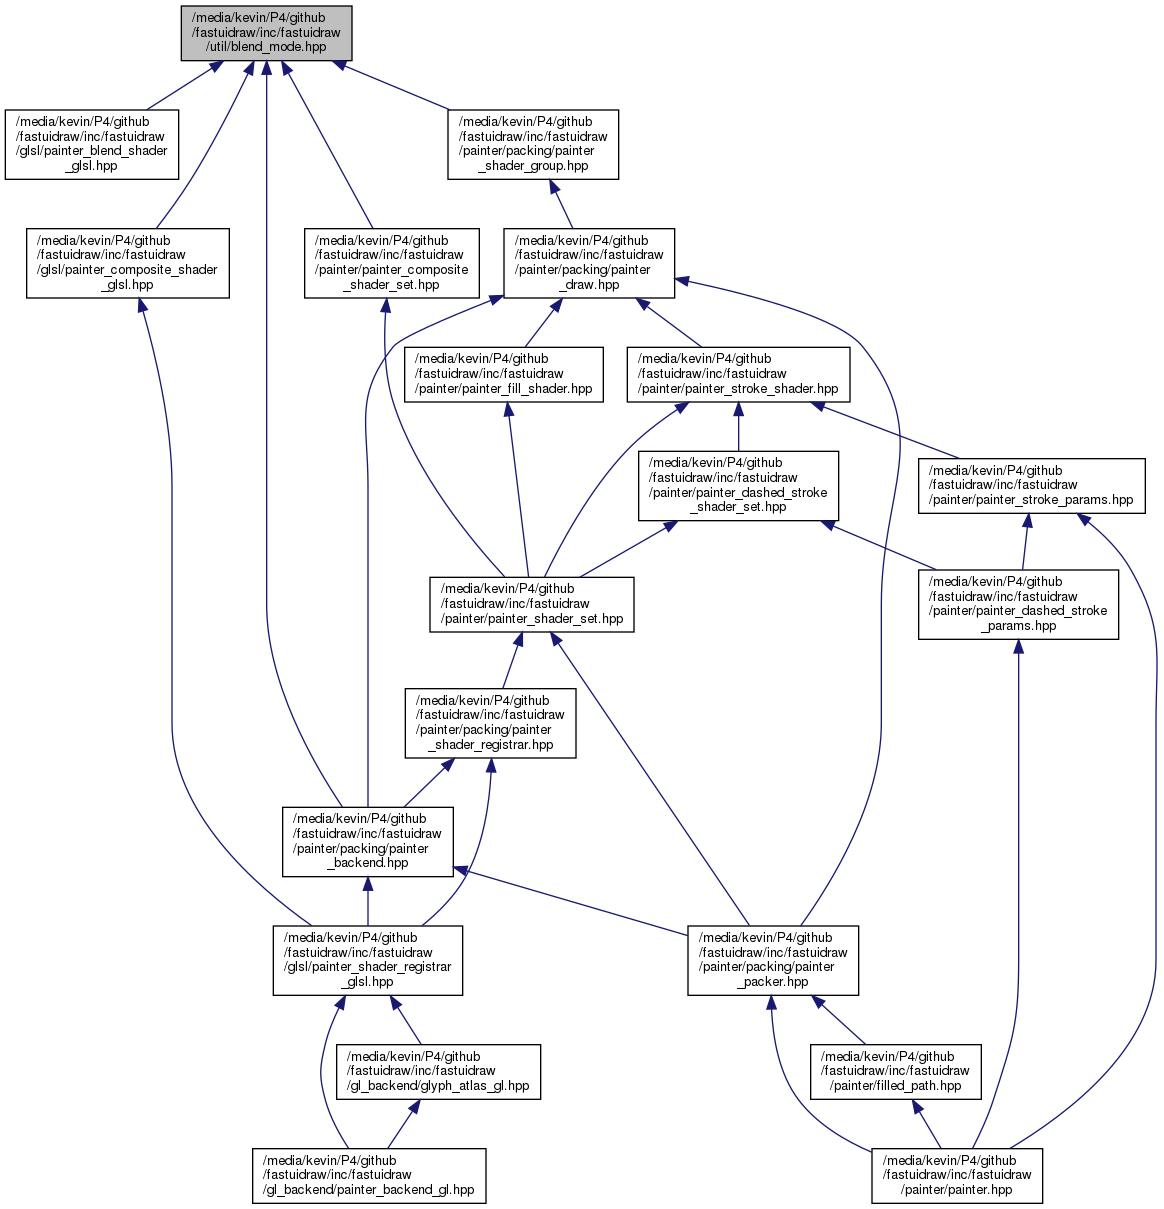 /media/kevin/P4/github
/fastuidraw/inc/fastuidraw
/util/blend_mode.hpp
/media/kevin/P4/github
/fastuidraw/inc/fastuidraw
/glsl/painter_blend_shader
_glsl.hpp
/media/kevin/P4/github
/fastuidraw/inc/fastuidraw
/painter/packing/painter
_shader_group.hpp
/media/kevin/P4/github
/fastuidraw/inc/fastuidraw
/glsl/painter_composite_shader
_glsl.hpp
/media/kevin/P4/github
/fastuidraw/inc/fastuidraw
/painter/painter_composite
_shader_set.hpp
/media/kevin/P4/github
/fastuidraw/inc/fastuidraw
/painter/packing/painter
_draw.hpp
/media/kevin/P4/github
/fastuidraw/inc/fastuidraw
/painter/painter_fill_shader.hpp
/media/kevin/P4/github
/fastuidraw/inc/fastuidraw
/painter/painter_stroke_shader.hpp
/media/kevin/P4/github
/fastuidraw/inc/fastuidraw
/painter/painter_dashed_stroke
_shader_set.hpp
/media/kevin/P4/github
/fastuidraw/inc/fastuidraw
/painter/painter_stroke_params.hpp
/media/kevin/P4/github
/fastuidraw/inc/fastuidraw
/painter/painter_shader_set.hpp
/media/kevin/P4/github
/fastuidraw/inc/fastuidraw
/painter/painter_dashed_stroke
_params.hpp
/media/kevin/P4/github
/fastuidraw/inc/fastuidraw
/painter/packing/painter
_shader_registrar.hpp
/media/kevin/P4/github
/fastuidraw/inc/fastuidraw
/painter/packing/painter
_backend.hpp
/media/kevin/P4/github
/fastuidraw/inc/fastuidraw
/glsl/painter_shader_registrar
_glsl.hpp
/media/kevin/P4/github
/fastuidraw/inc/fastuidraw
/painter/packing/painter
_packer.hpp
/media/kevin/P4/github
/fastuidraw/inc/fastuidraw
/gl_backend/glyph_atlas_gl.hpp
/media/kevin/P4/github
/fastuidraw/inc/fastuidraw
/painter/filled_path.hpp
/media/kevin/P4/github
/fastuidraw/inc/fastuidraw
/gl_backend/painter_backend_gl.hpp
/media/kevin/P4/github
/fastuidraw/inc/fastuidraw
/painter/painter.hpp